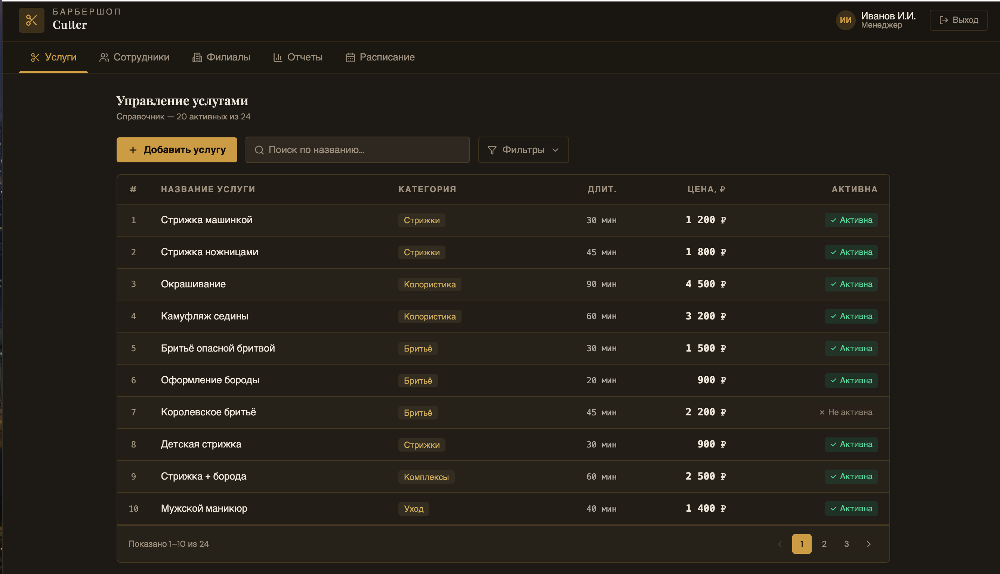 БАРБЕРШОП
Cutter
ИИ
Иванов И.И.
Менеджер
Выход
Услуги
Сотрудники
Филиалы
Отчеты
Расписание
Управление услугами
Справочник — 20 активных из 24
+ Добавить услугу
Поиск по названию...
Фильтры
# НАЗВАНИЕ УСЛУГИ КАТЕГОРИЯ ДЛИТ. ЦЕНА, ₽ АКТИВНА
1 Стрижка машинкой Стрижки 30 мин 1 200 ₽ ✓ Активна
2 Стрижка ножницами Стрижки 45 мин 1 800 ₽ ✓ Активна
3 Окрашивание Колористика 90 мин 4 500 ₽ ✓ Активна
4 Камуфляж седины Колористика 60 мин 3 200 ₽ ✓ Активна
5 Бритьё опасной бритвой Бритьё 30 мин 1 500 ₽ ✓ Активна
6 Оформление бороды Бритьё 20 мин 900 ₽ ✓ Активна
7 Королевское бритьё Бритьё 45 мин 2 200 ₽ × Не активна
8 Детская стрижка Стрижки 30 мин 900 ₽ ✓ Активна
9 Стрижка + борода Комплексы 60 мин 2 500 ₽ ✓ Активна
10 Мужской маникюр Уход 40 мин 1 400 ₽ ✓ Активна
Показано 1–10 из 24
‹ 1 2 3 ›